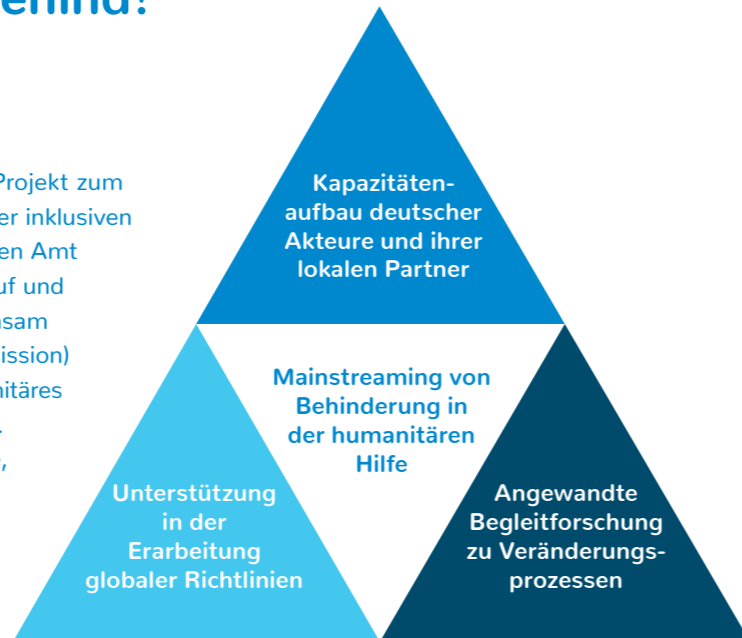 ehind?
Projekt zum
er inklusiven
en Amt
uf und
nsam
ission)
nitäres
Kapazitäten-
aufbau deutscher
Akteure und ihrer
lokalen Partner
Mainstreaming von
Behinderung in
der humanitären
Hilfe
Unterstützung
in der
Erarbeitung
globaler Richtlinien
Angewandte
Begleitforschung
zu Veränderungs-
prozessen